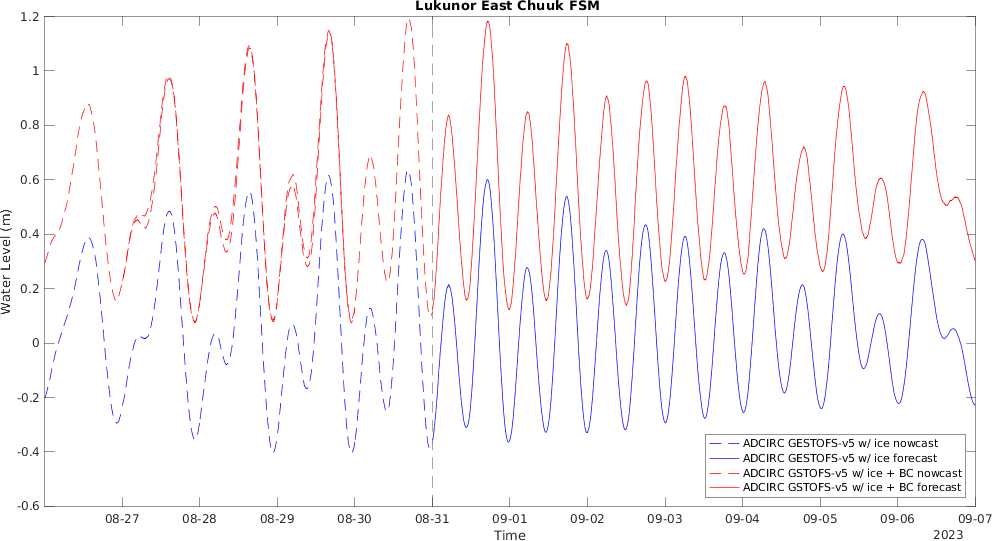 Lukunor East Chuuk FSM
Water Level (m)
1.2
1
0.8
0.6
0.4
0.2
0
-0.2
-0.4
-0.6
ADCIRC GESTOFS-v5 w/ ice nowcast
ADCIRC GESTOFS-v5 w/ ice forecast
ADCIRC GSTOFS-v5 w/ ice + BC nowcast
ADCIRC GSTOFS-v5 w/ ice + BC forecast
08-27 08-28 08-29 08-30 08-31 09-01 09-02 09-03 09-04 09-05 09-06 09-07
Time
2023